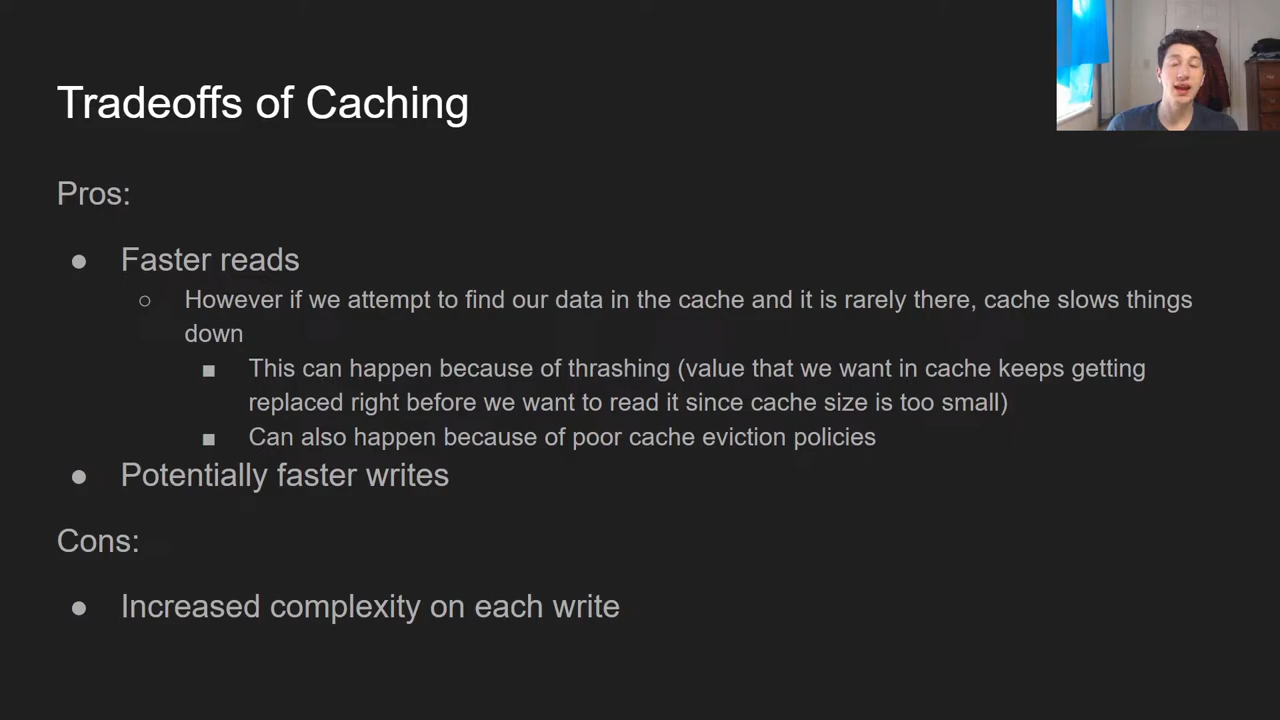 Tradeoffs of Caching
Pros:
● Faster reads
○ However if we attempt to find our data in the cache and it is rarely there, cache slows things
down
■ This can happen because of thrashing (value that we want in cache keeps getting
replaced right before we want to read it since cache size is too small)
■ Can also happen because of poor cache eviction policies
● Potentially faster writes
Cons:
● Increased complexity on each write